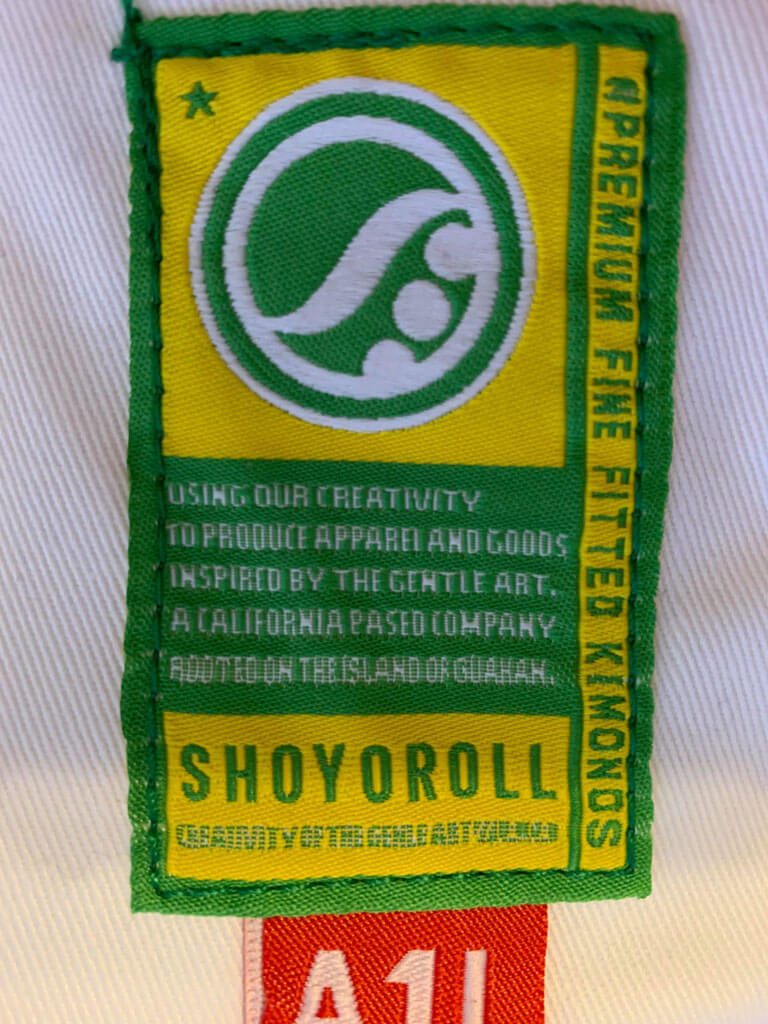 #PREMIUM FINE FITTED KIMONOS
USING OUR CREATIVITY
TO PRODUCE APPAREL AND GOODS
INSPIRED BY THE GENTLE ART.
A CALIFORNIA BASED COMPANY
ROOTED ON THE ISLAND OF GUAHAN.
SHOYOROLL
CREATIVITY OF THE GENTLE ART
A1L